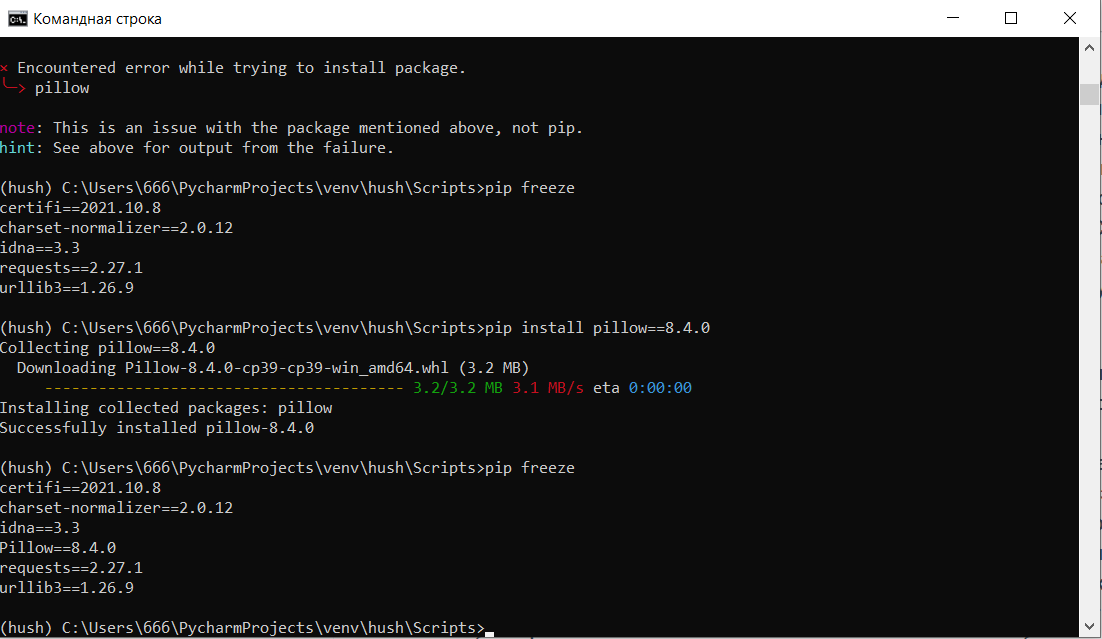 Командная строка
× Encountered error while trying to install package.
╰─> pillow
note: This is an issue with the package mentioned above, not pip.
hint: See above for output from the failure.
(hush) C:\Users\666\PycharmProjects\venv\hush\Scripts>pip freeze
certifi==2021.10.8
charset-normalizer==2.0.12
idna==3.3
requests==2.27.1
urllib3==1.26.9
(hush) C:\Users\666\PycharmProjects\venv\hush\Scripts>pip install pillow==8.4.0
Collecting pillow==8.4.0
  Downloading Pillow-8.4.0-cp39-cp39-win_amd64.whl (3.2 MB)
     ---------------------------------------- 3.2/3.2 MB 3.1 MB/s eta 0:00:00
Installing collected packages: pillow
Successfully installed pillow-8.4.0
(hush) C:\Users\666\PycharmProjects\venv\hush\Scripts>pip freeze
certifi==2021.10.8
charset-normalizer==2.0.12
idna==3.3
Pillow==8.4.0
requests==2.27.1
urllib3==1.26.9
(hush) C:\Users\666\PycharmProjects\venv\hush\Scripts>